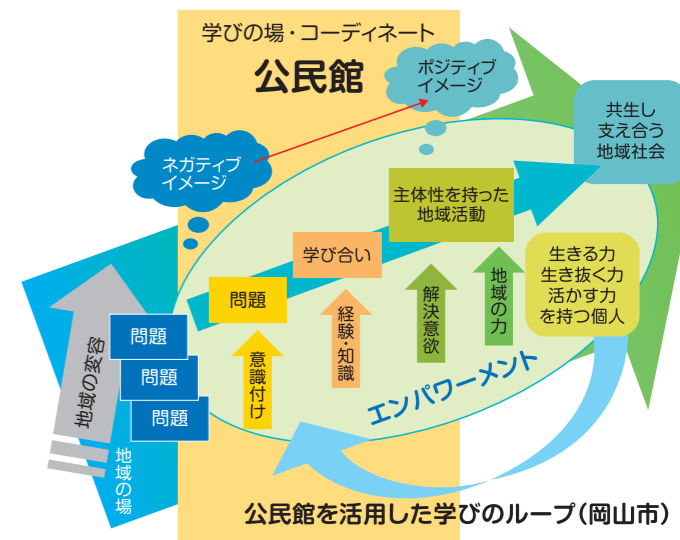 学びの場・コーディネート
公民館
ポジティブ
イメージ
共生し
支え合う
地域社会
ネガティブ
イメージ
主体性を持った
地域活動
学び合い
問題
生きる力
生き抜く力
活かす力
を持つ個人
地域の力
解決意欲
経験・知識
意識付け
地域の変容
問題
問題
問題
エンパワーメント
地域の場
公民館を活用した学びのループ(岡山市)